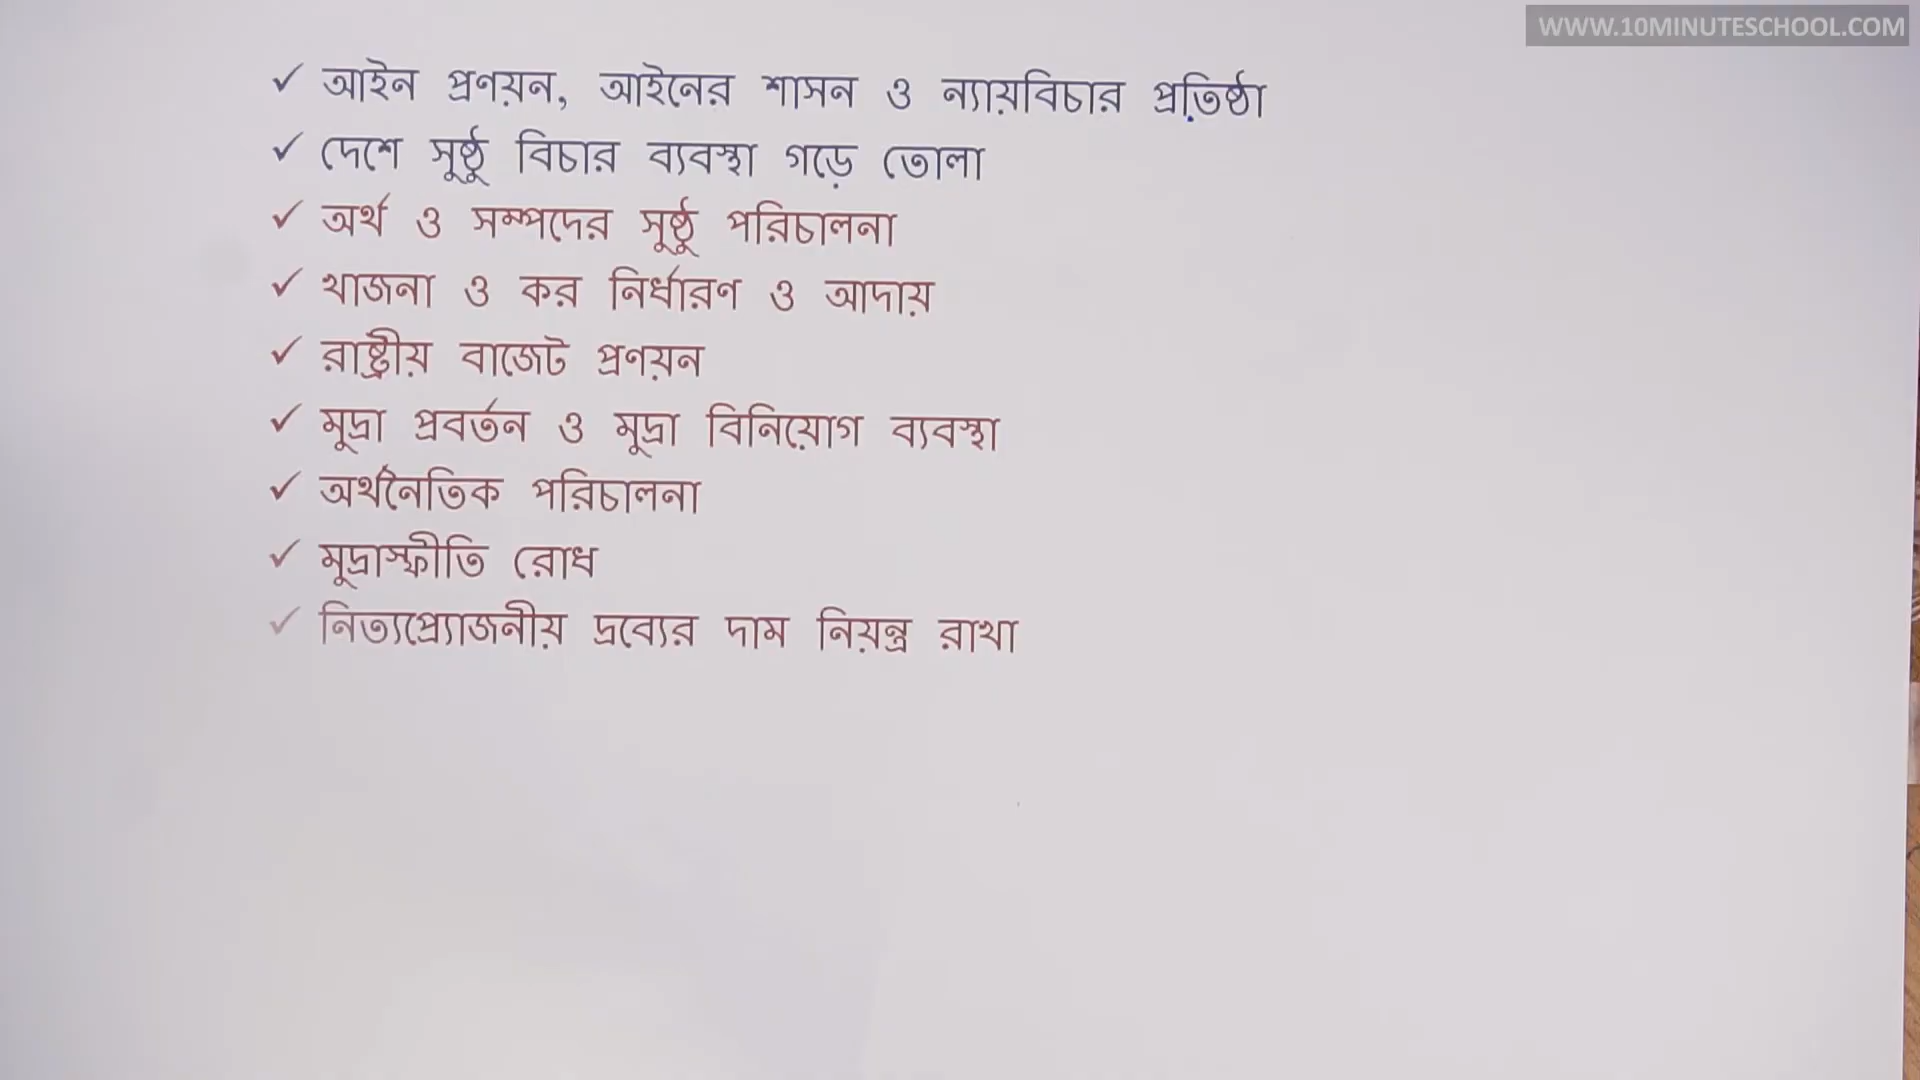 WWW.10MINUTESCHOOL.COM
✓ আইন প্রণয়ন, আইনের শাসন ও ন্যায়বিচার প্রতিষ্ঠা
✓ দেশে সুষ্ঠু বিচার ব্যবস্থা গড়ে তোলা
✓ অর্থ ও সম্পদের সুষ্ঠু পরিচালনা
✓ খাজনা ও কর নির্ধারণ ও আদায়
✓ রাষ্ট্রীয় বাজেট প্রণয়ন
✓ মুদ্রা প্রবর্তন ও মুদ্রা বিনিয়োগ ব্যবস্থা
✓ অর্থনৈতিক পরিচালনা
✓ মুদ্রাস্ফীতি রোধ
✓ নিত্যপ্র্যোজনীয় দ্রব্যের দাম নিয়ন্ত্র রাখা